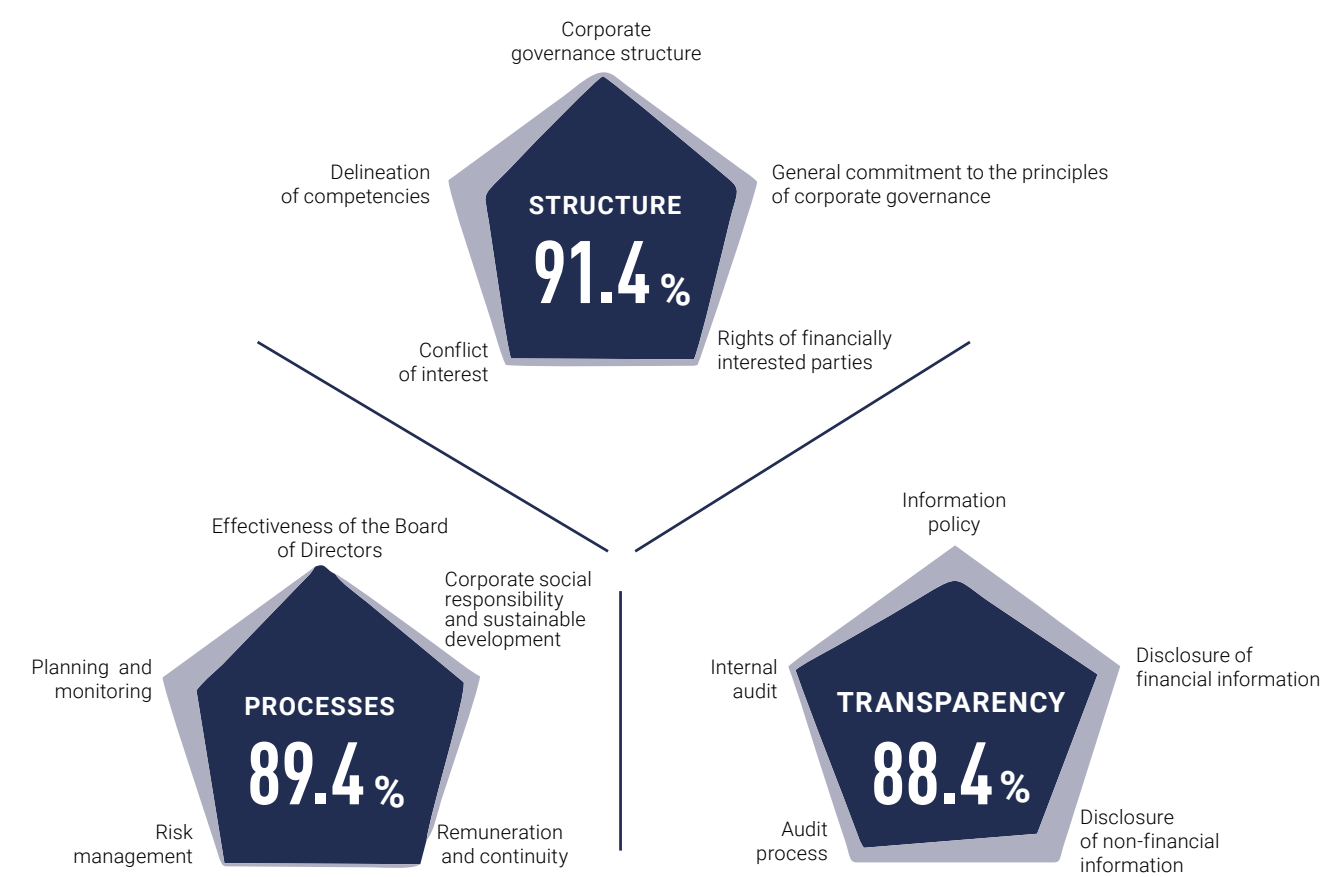 Corporate
governance structure
Delineation
of competencies
General commitment to the principles
of corporate governance
STRUCTURE
91.4 %
Conflict
of interest
Rights of financially
interested parties
Effectiveness of the Board
of Directors
Corporate social
responsibility
and sustainable
development
Planning and
monitoring
PROCESSES
89.4 %
Risk
management
Remuneration
and continuity
Information
policy
Internal
audit
Disclosure of
financial information
TRANSPARENCY
88.4 %
Audit
process
Disclosure
of non-financial
information